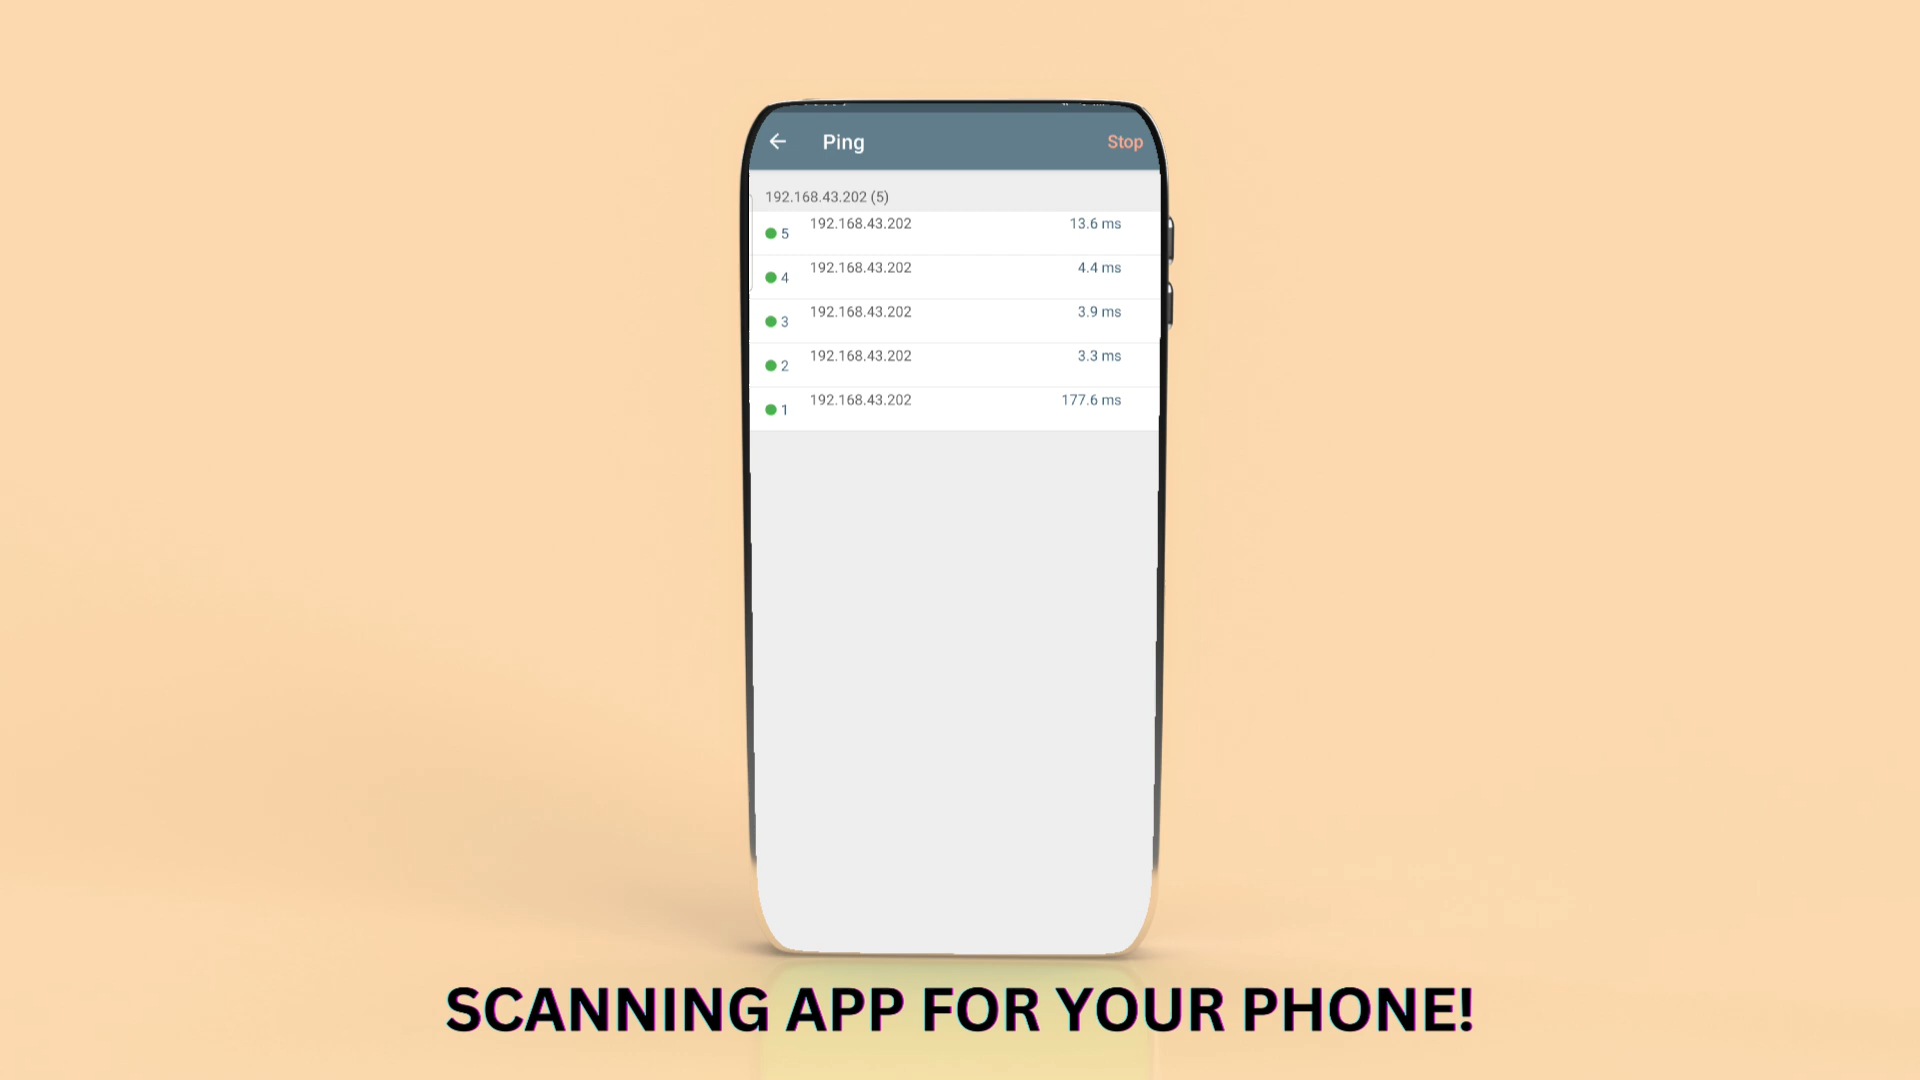 Ping Stop
192.168.43.202 (5)
5 192.168.43.202 13.6 ms
4 192.168.43.202 4.4 ms
3 192.168.43.202 3.9 ms
2 192.168.43.202 3.3 ms
1 192.168.43.202 177.6 ms
SCANNING APP FOR YOUR PHONE!